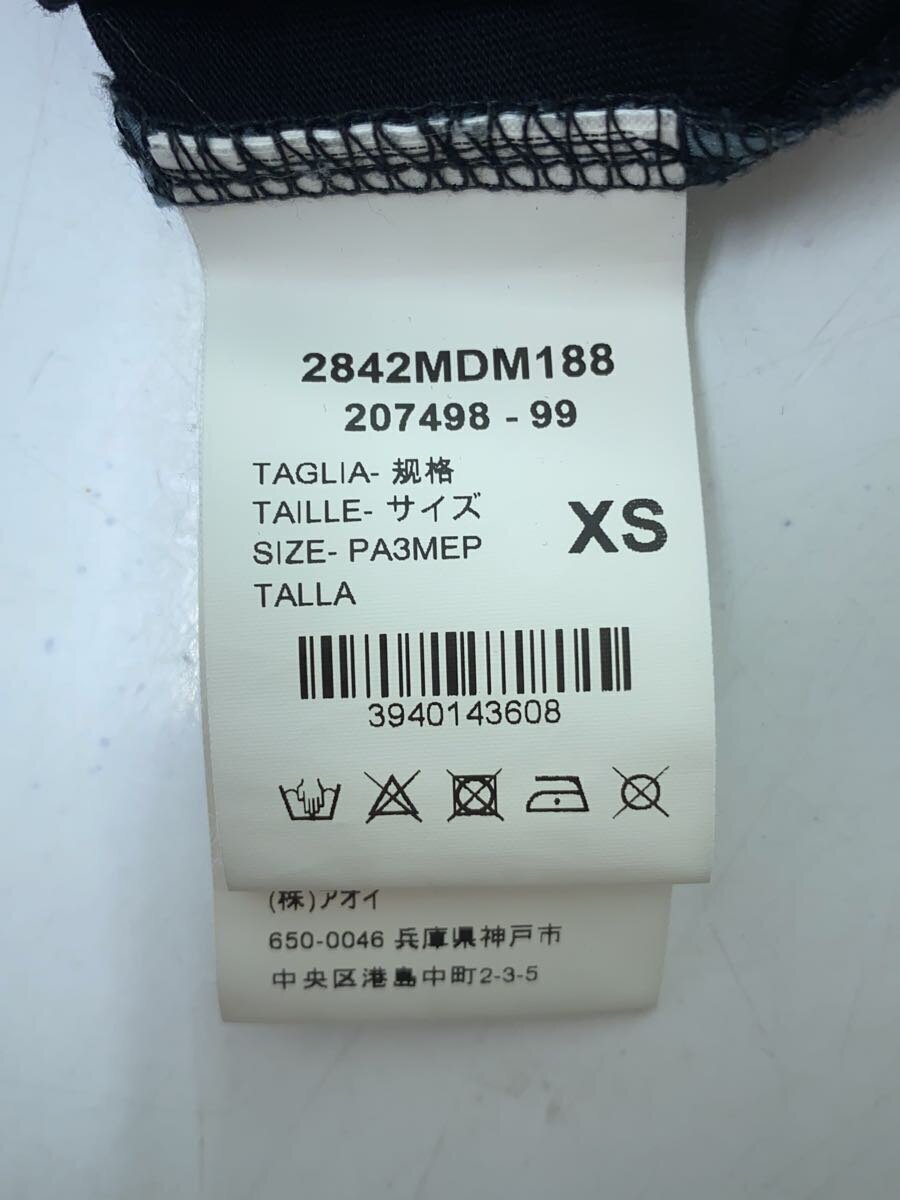 2842MDM188
207498 - 99
TAGLIA- 规格
TAILLE- サイズ
SIZE- PA3MEP
TALLA
XS
3940143608
(株)アオイ
650-0046 兵庫県神戸市
中央区港島中町2-3-5